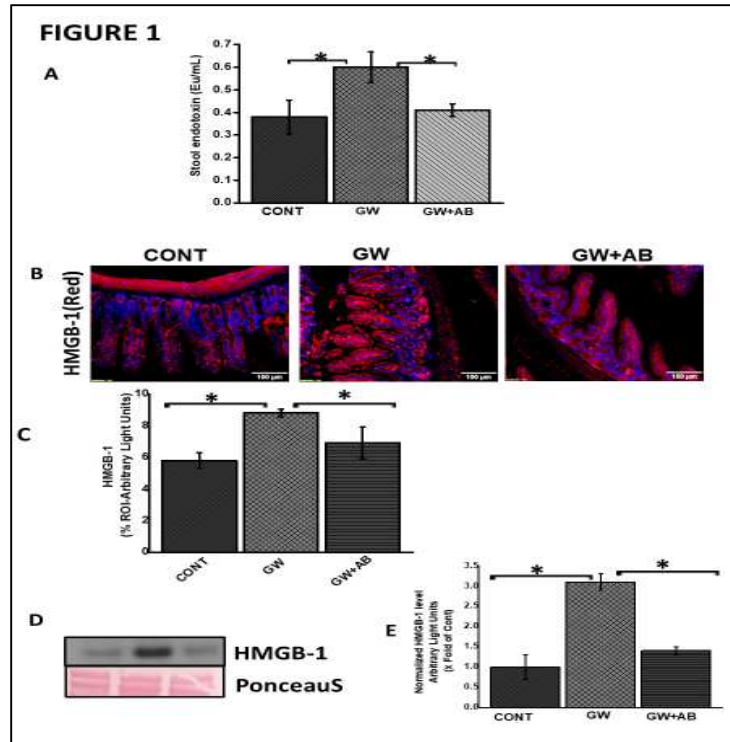 FIGURE 1
A
Stool endotoxin (Eu/mL)
0.7
0.6
0.5
0.4
0.3
0.2
0.1
0.0
*
*
CONT
GW
GW+AB
B
CONT
GW
GW+AB
HMGB-1(Red)
150 µm
150 µm
150 µm
C
HMGB-1
(% ROI-Arbitrary Light Units)
10
8
6
4
2
0
*
*
CONT
GW
GW+AB
D
HMGB-1
PonceauS
E
Normalized HMGB-1 level
Arbitrary Light Units
(x Fold of Cont)
3.5
3.0
2.5
2.0
1.5
1.0
0.5
0.0
*
*
CONT
GW
GW+AB